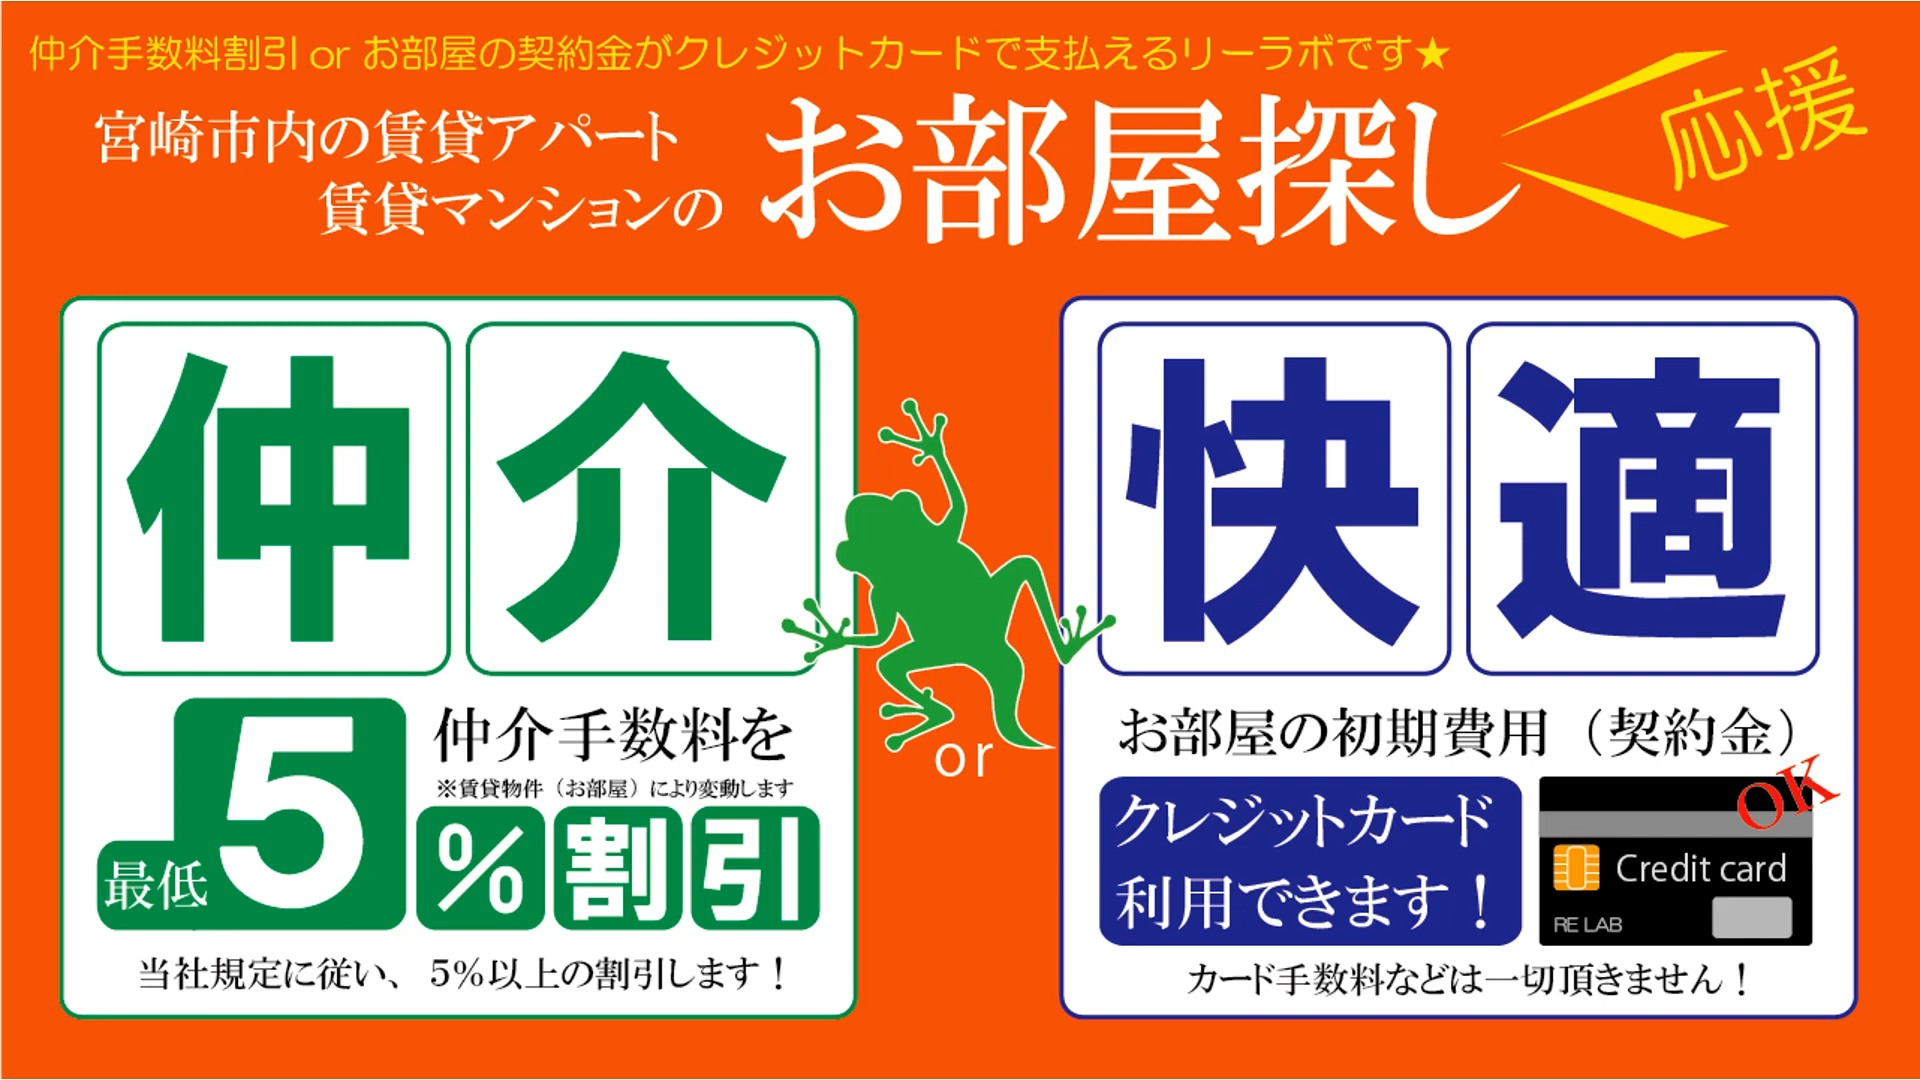 仲介手数料割引 or お部屋の契約金がクレジットカードで支払えるリーラボです★
宮崎市内の賃貸アパート
賃貸マンションの
お部屋探し
応援
仲介
仲介手数料を
※賃貸物件（お部屋）により変動します
最低5%割引
当社規定に従い、5%以上の割引します！
or
快適
お部屋の初期費用（契約金）
クレジットカード
利用できます！
OK
Credit card
RE LAB
カード手数料などは一切頂きません！